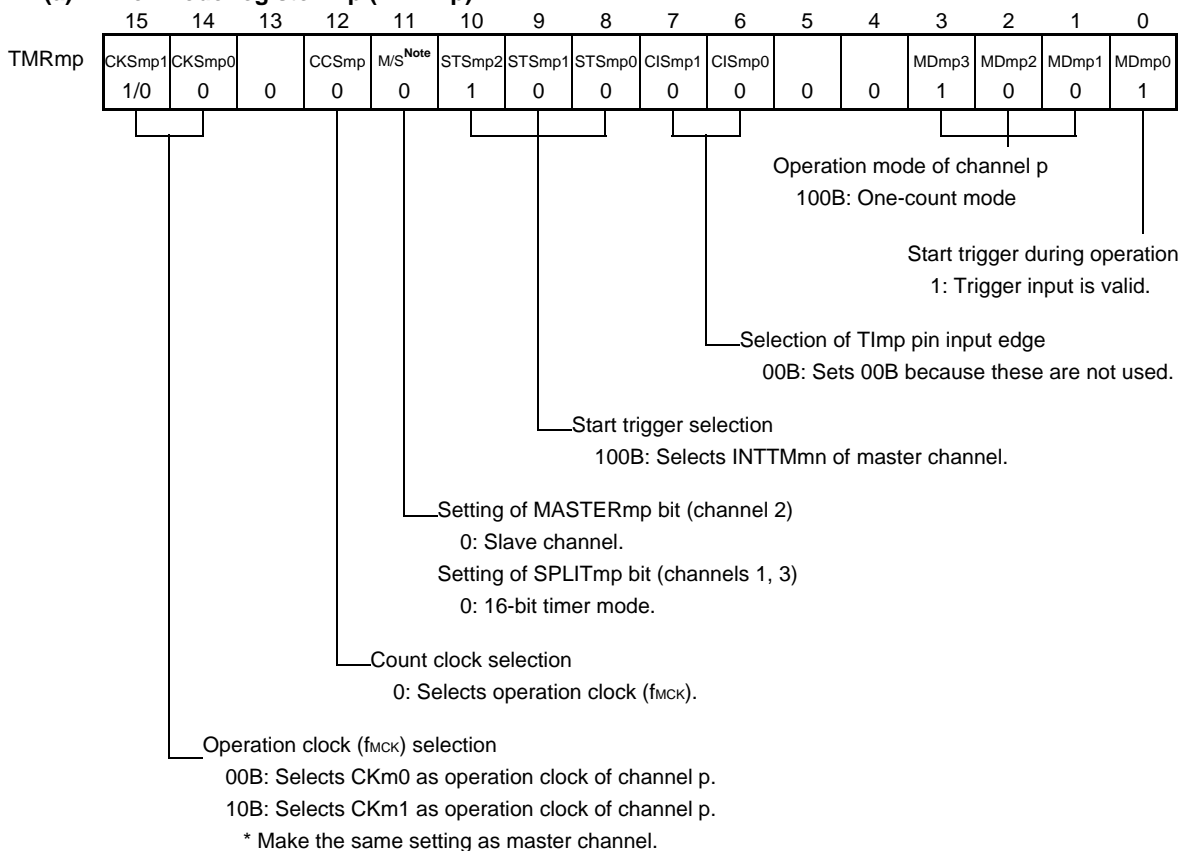 15 14 13 12 11 10 9 8 7 6 5 4 3 2 1 0
TMRmp CKSmp1 CKSmp0 CCSmp M/S Note STSmp2 STSmp1 STSmp0 CISmp1 CISmp0 MDmp3 MDmp2 MDmp1 MDmp0
1/0 0 0 0 0 1 0 0 0 0 0 0 1 0 0 1
Operation mode of channel p
100B: One-count mode
Start trigger during operation
1: Trigger input is valid.
Selection of TImp pin input edge
00B: Sets 00B because these are not used.
Start trigger selection
100B: Selects INTTMmn of master channel.
Setting of MASTERmp bit (channel 2)
0: Slave channel.
Setting of SPLITmp bit (channels 1, 3)
0: 16-bit timer mode.
Count clock selection
0: Selects operation clock (fMCK).
Operation clock (fMCK) selection
00B: Selects CKm0 as operation clock of channel p.
10B: Selects CKm1 as operation clock of channel p.
* Make the same setting as master channel.